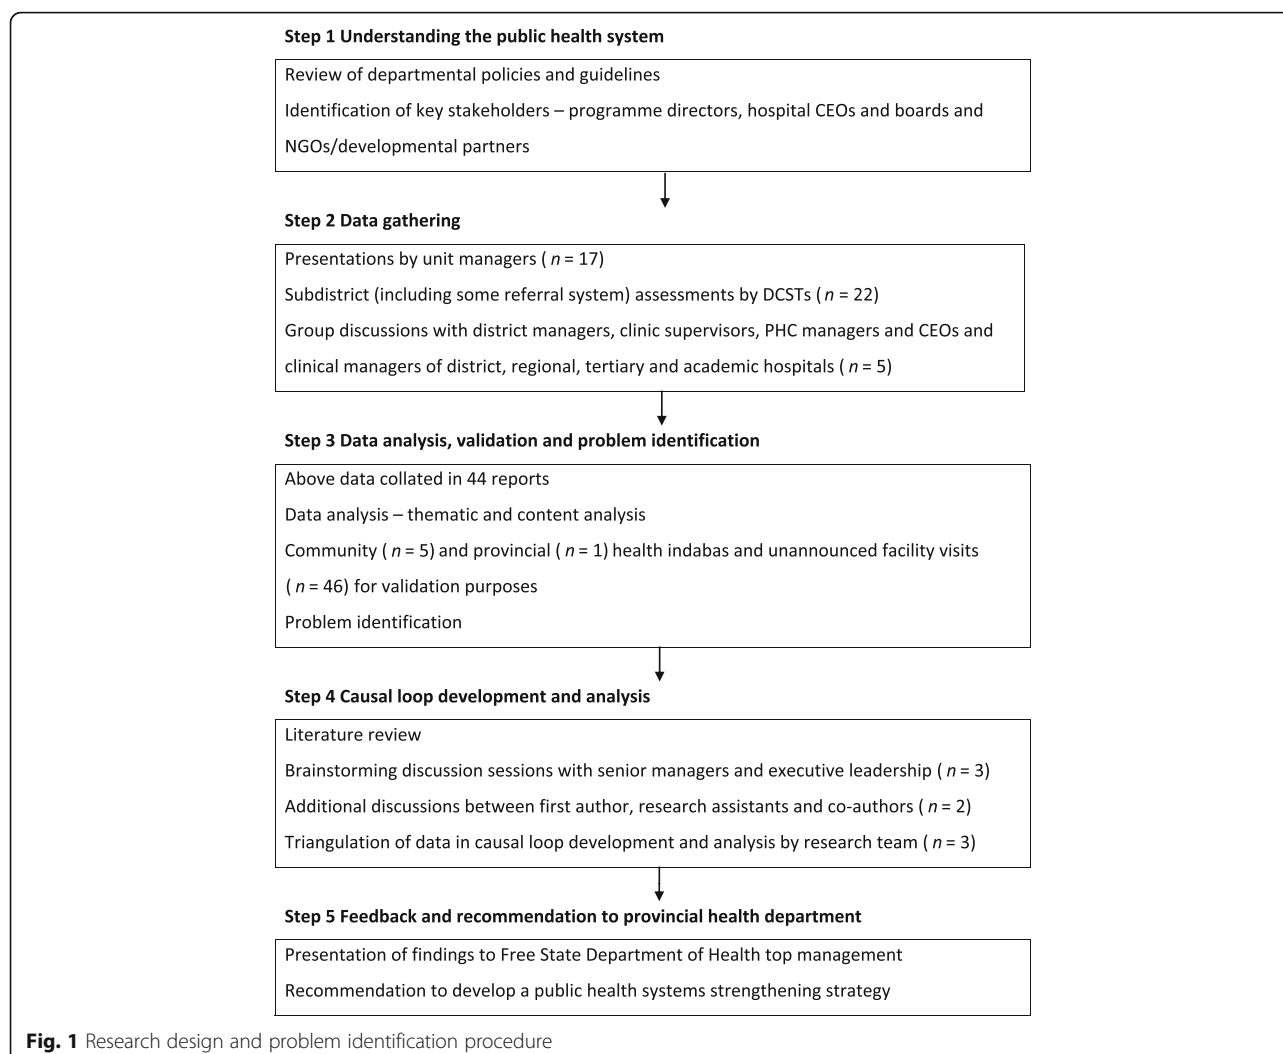 Step 1 Understanding the public health system
Review of departmental policies and guidelines
Identification of key stakeholders – programme directors, hospital CEOs and boards and
NGOs/developmental partners
Step 2 Data gathering
Presentations by unit managers ( n = 17)
Subdistrict (including some referral system) assessments by DCSTs ( n = 22)
Group discussions with district managers, clinic supervisors, PHC managers and CEOs and
clinical managers of district, regional, tertiary and academic hospitals ( n = 5)
Step 3 Data analysis, validation and problem identification
Above data collated in 44 reports
Data analysis – thematic and content analysis
Community ( n = 5) and provincial ( n = 1) health indabas and unannounced facility visits
( n = 46) for validation purposes
Problem identification
Step 4 Causal loop development and analysis
Literature review
Brainstorming discussion sessions with senior managers and executive leadership ( n = 3)
Additional discussions between first author, research assistants and co-authors ( n = 2)
Triangulation of data in causal loop development and analysis by research team ( n = 3)
Step 5 Feedback and recommendation to provincial health department
Presentation of findings to Free State Department of Health top management
Recommendation to develop a public health systems strengthening strategy
Fig. 1 Research design and problem identification procedure